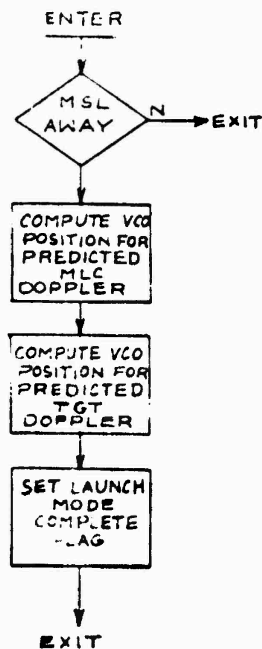 ENTER
MSL
AWAY
N
EXIT
COMPUTE VCO
POSITION FOR
PREDICTED
MLC
DOPPLER
COMPUTE VCO
POSITION FOR
PREDICTED
TGT
DOPPLER
SET LAUNCH
MODE
COMPLETE
FLAG
EXIT